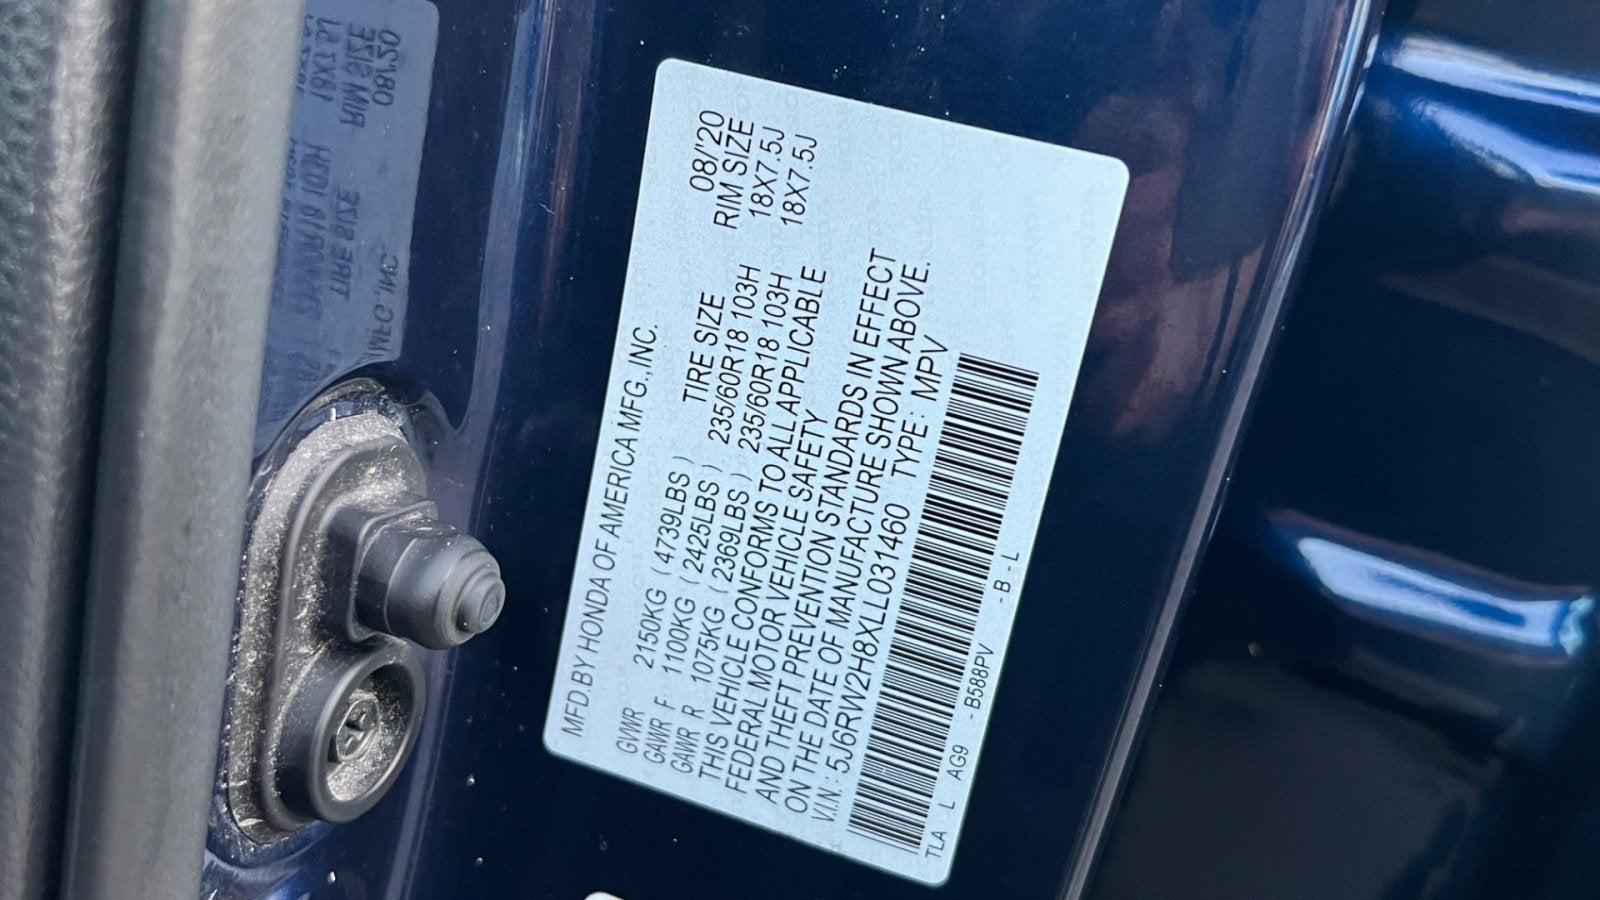 MFD.BY HONDA OF AMERICA MFG.,INC. 08/'20
TIRE SIZE RIM SIZE
GVWR 2150KG ( 4739LBS )
GAWR F 1100KG ( 2425LBS ) 235/60R18 103H 18X7.5J
GAWR R 1075KG ( 2369LBS ) 235/60R18 103H 18X7.5J
THIS VEHICLE CONFORMS TO ALL APPLICABLE
FEDERAL MOTOR VEHICLE SAFETY
AND THEFT PREVENTION STANDARDS IN EFFECT
ON THE DATE OF MANUFACTURE SHOWN ABOVE.
V.I.N.: 5J6RW2H8XLL031460 TYPE : MPV
TLA L AG9 - B588PV - B - L